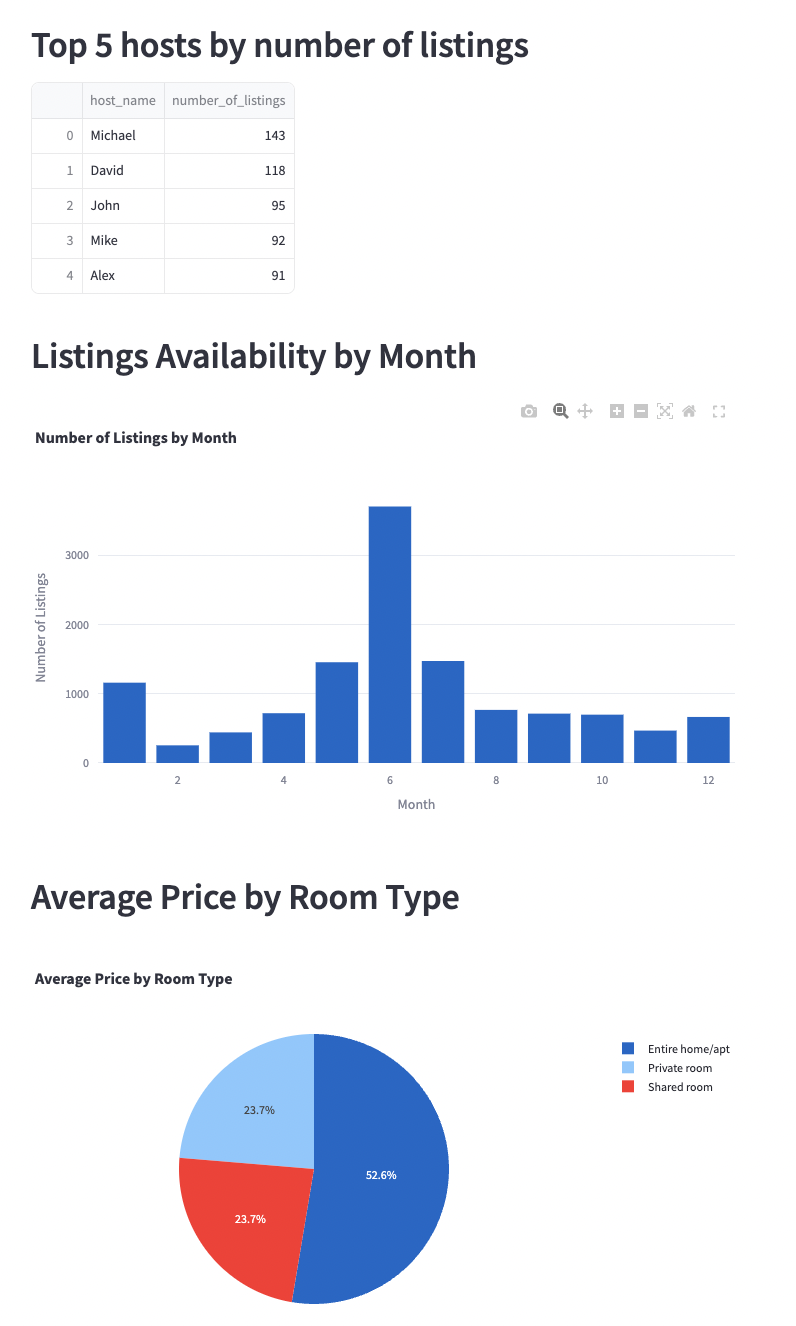 Top 5 hosts by number of listings
host_name number_of_listings
0 Michael 143
1 David 118
2 John 95
3 Mike 92
4 Alex 91
Listings Availability by Month
Number of Listings by Month
Number of Listings
3000
2000
1000
0
2 4 6 8 10 12
Month
Average Price by Room Type
Average Price by Room Type
Entire home/apt
Private room
Shared room
23.7%
52.6%
23.7%